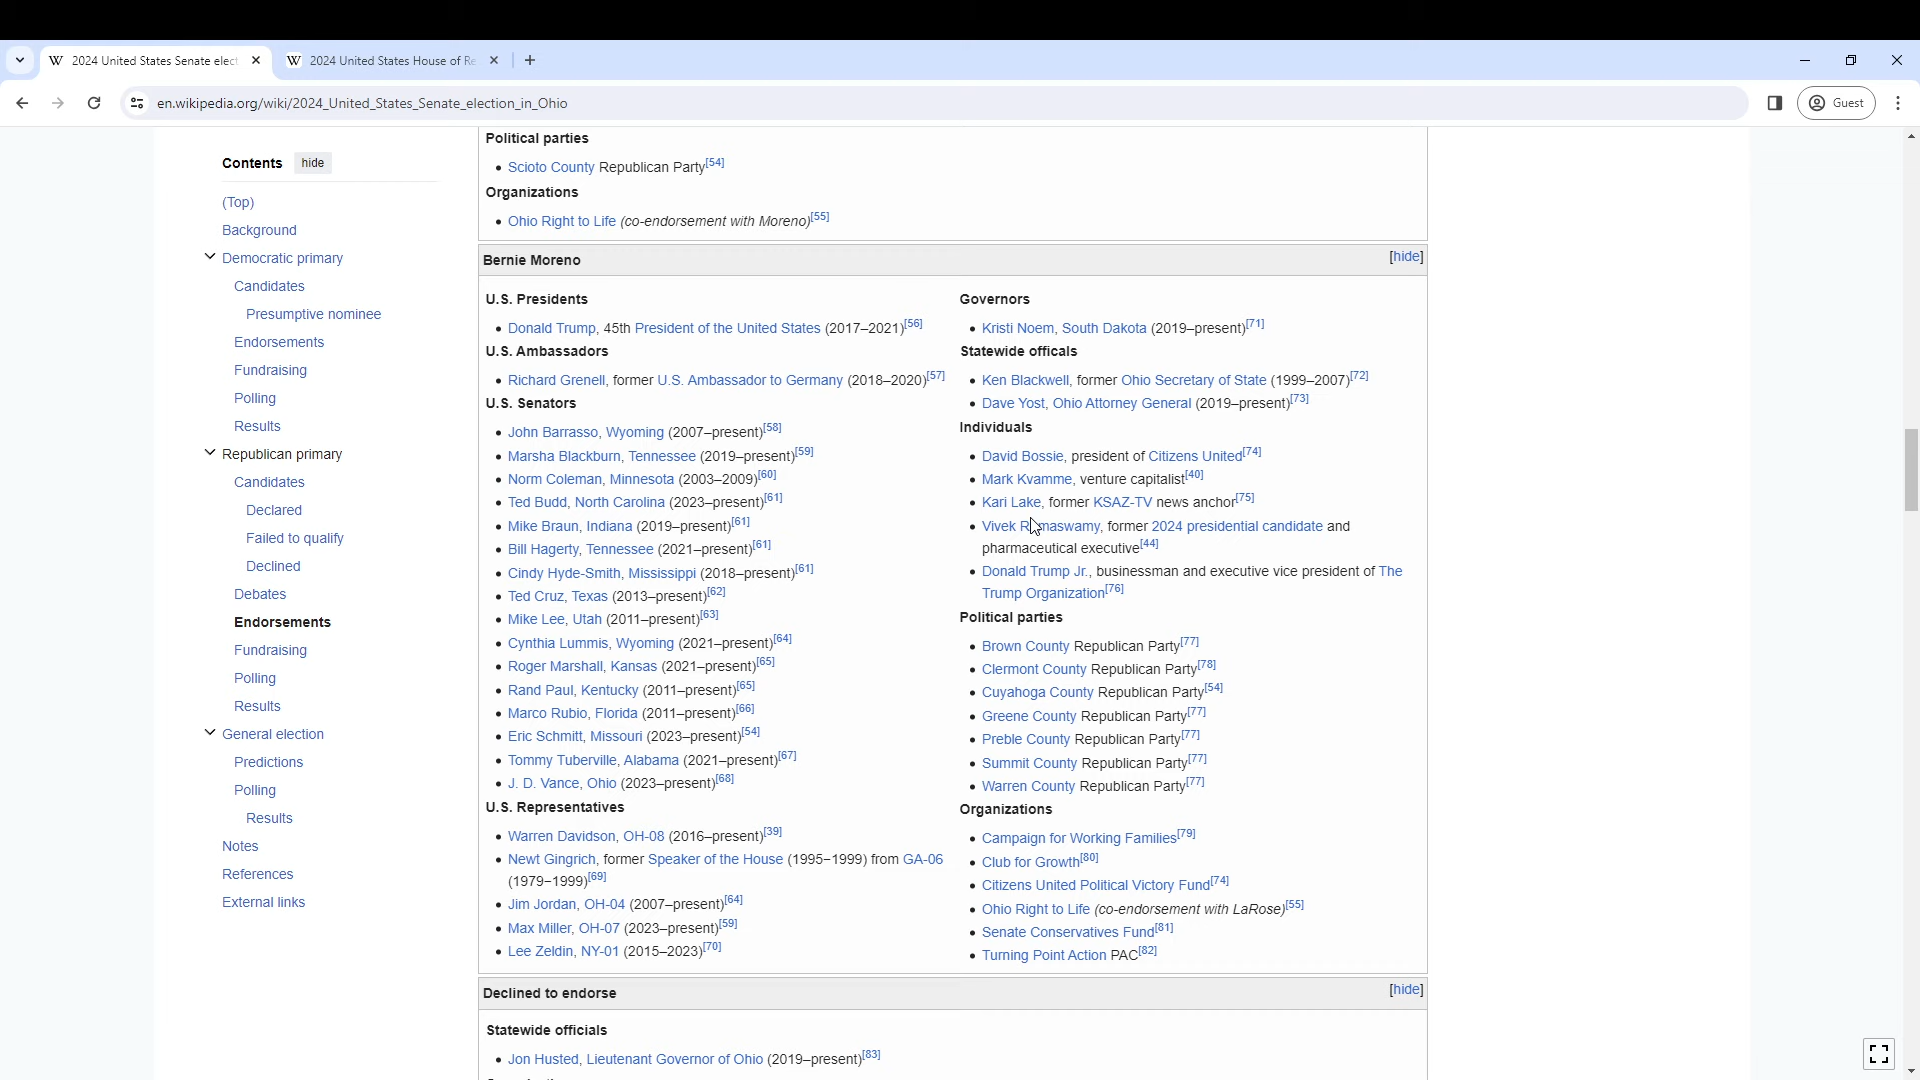 2024 United States Senate elect
2024 United States House of Re
en.wikipedia.org/wiki/2024_United_States_Senate_election_in_Ohio
Guest
Contents hide
(Top)
Background
Democratic primary
Candidates
Presumptive nominee
Endorsements
Fundraising
Polling
Results
Republican primary
Candidates
Declared
Failed to qualify
Declined
Debates
Endorsements
Fundraising
Polling
Results
General election
Predictions
Polling
Results
Notes
References
External links
Political parties
Scioto County Republican Party[54]
Organizations
Ohio Right to Life (co-endorsement with Moreno)[55]
Bernie Moreno [hide]
U.S. Presidents
Donald Trump, 45th President of the United States (2017–2021)[56]
U.S. Ambassadors
Richard Grenell, former U.S. Ambassador to Germany (2018–2020)[57]
U.S. Senators
John Barrasso, Wyoming (2007–present)[58]
Marsha Blackburn, Tennessee (2019–present)[59]
Norm Coleman, Minnesota (2003–2009)[60]
Ted Budd, North Carolina (2023–present)[61]
Mike Braun, Indiana (2019–present)[61]
Bill Hagerty, Tennessee (2021–present)[61]
Cindy Hyde-Smith, Mississippi (2018–present)[61]
Ted Cruz, Texas (2013–present)[62]
Mike Lee, Utah (2011–present)[63]
Cynthia Lummis, Wyoming (2021–present)[64]
Roger Marshall, Kansas (2021–present)[65]
Rand Paul, Kentucky (2011–present)[65]
Marco Rubio, Florida (2011–present)[66]
Eric Schmitt, Missouri (2023–present)[54]
Tommy Tuberville, Alabama (2021–present)[67]
J. D. Vance, Ohio (2023–present)[68]
U.S. Representatives
Warren Davidson, OH-08 (2016–present)[39]
Newt Gingrich, former Speaker of the House (1995–1999) from GA-06
(1979–1999)[69]
Jim Jordan, OH-04 (2007–present)[64]
Max Miller, OH-07 (2023–present)[59]
Lee Zeldin, NY-01 (2015–2023)[70]
Governors
Kristi Noem, South Dakota (2019–present)[71]
Statewide officals
Ken Blackwell, former Ohio Secretary of State (1999–2007)[72]
Dave Yost, Ohio Attorney General (2019–present)[73]
Individuals
David Bossie, president of Citizens United[74]
Mark Kvamme, venture capitalist[40]
Kari Lake, former KSAZ-TV news anchor[75]
Vivek Ramaswamy, former 2024 presidential candidate and
pharmaceutical executive[44]
Donald Trump Jr., businessman and executive vice president of The
Trump Organization[76]
Political parties
Brown County Republican Party[77]
Clermont County Republican Party[78]
Cuyahoga County Republican Party[54]
Greene County Republican Party[77]
Preble County Republican Party[77]
Summit County Republican Party[77]
Warren County Republican Party[77]
Organizations
Campaign for Working Families[79]
Club for Growth[80]
Citizens United Political Victory Fund[74]
Ohio Right to Life (co-endorsement with LaRose)[55]
Senate Conservatives Fund[81]
Turning Point Action PAC[82]
Declined to endorse [hide]
Statewide officials
Jon Husted, Lieutenant Governor of Ohio (2019–present)[83]